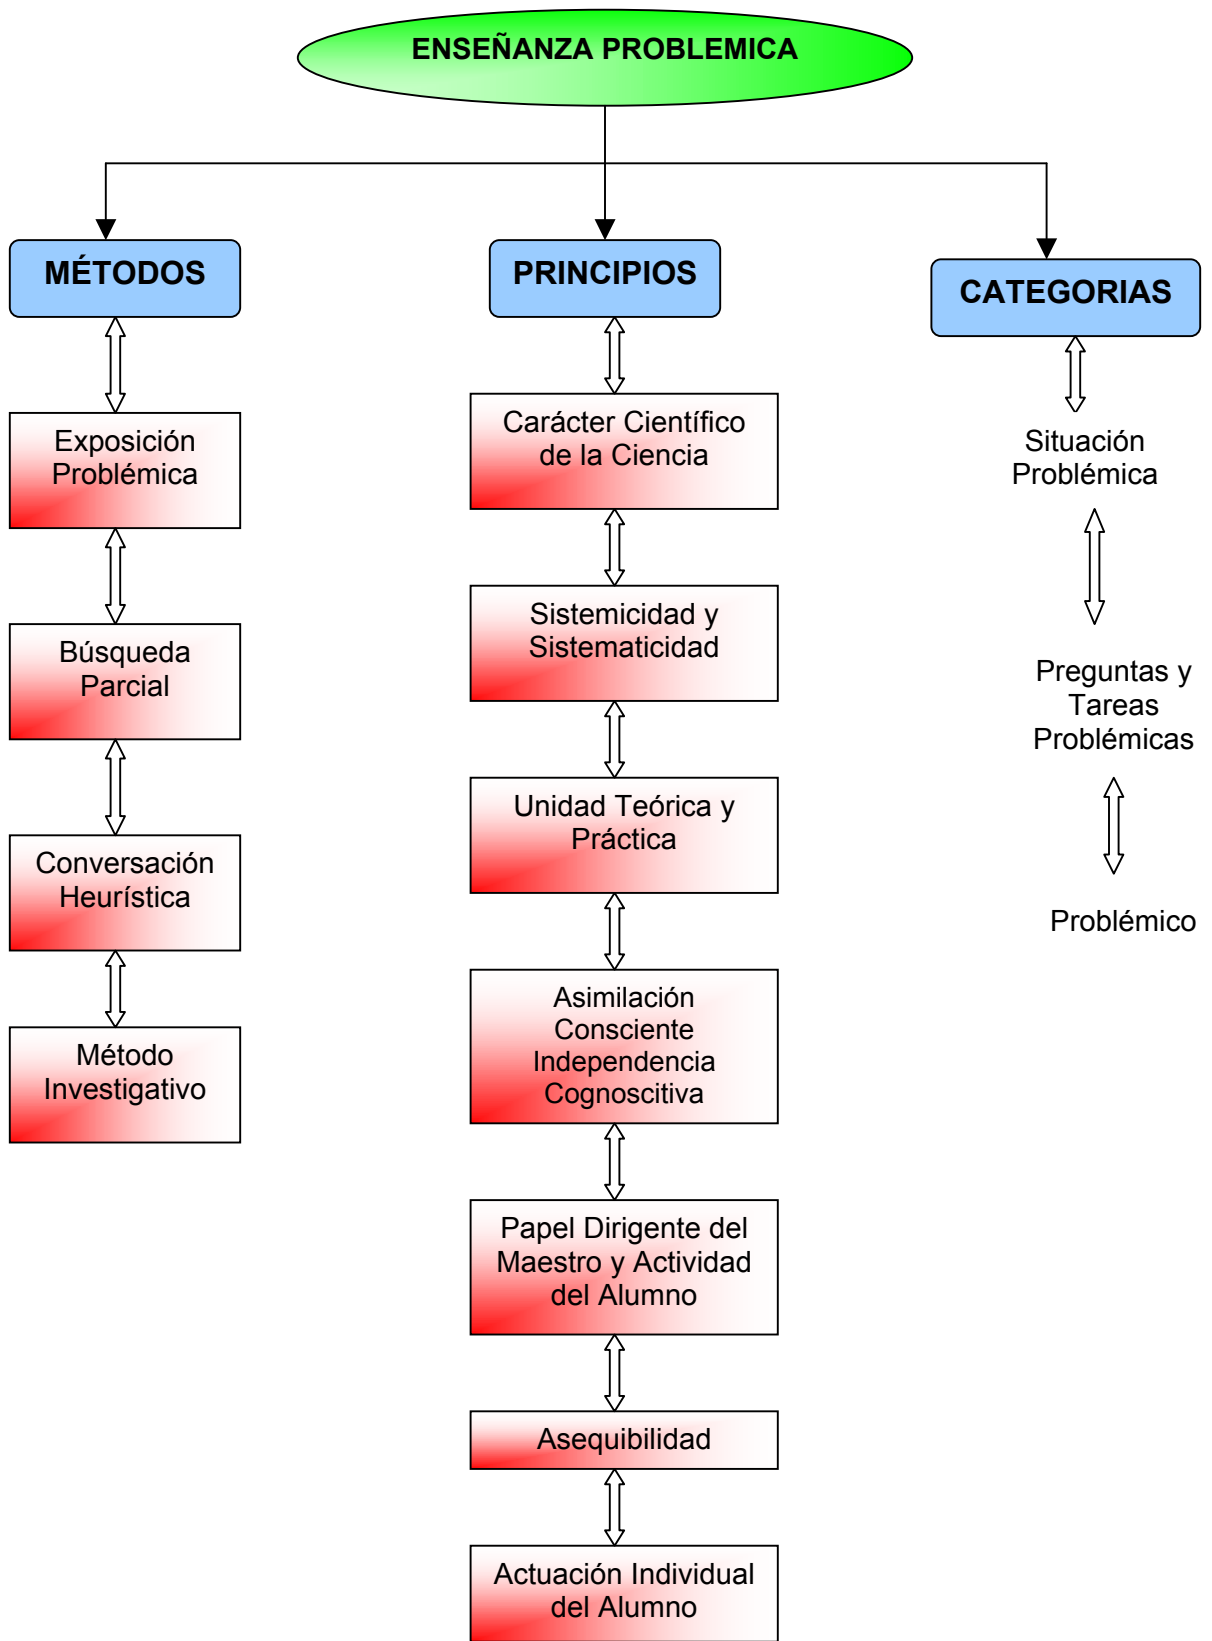 ENSEÑANZA PROBLEMICA
MÉTODOS
Exposición
Problémica
Búsqueda
Parcial
Conversación
Heurística
Método
Investigativo
PRINCIPIOS
Carácter Científico
de la Ciencia
Sistemicidad y
Sistematicidad
Unidad Teórica y
Práctica
Asimilación
Consciente
Independencia
Cognoscitiva
Papel Dirigente del
Maestro y Actividad
del Alumno
Asequibilidad
Actuación Individual
del Alumno
CATEGORIAS
Situación
Problémica
Preguntas y
Tareas
Problémicas
Problémico